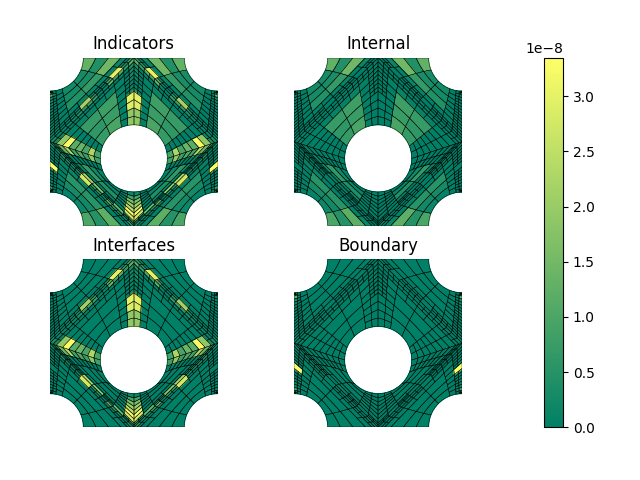 Indicators
Internal
1e−8
3.0
2.5
2.0
Interfaces
Boundary
1.5
1.0
0.5
0.0